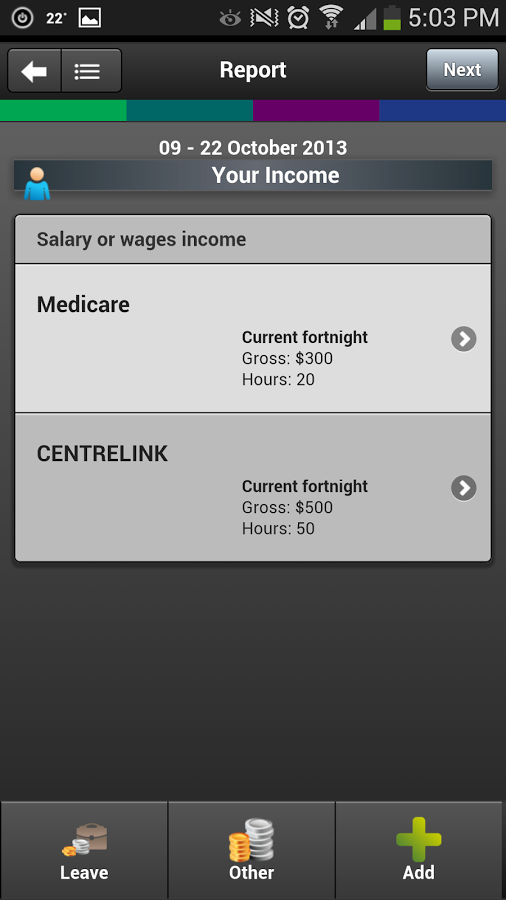 22° 5:03 PM
Report
Next
09 - 22 October 2013
Your Income
Salary or wages income
Medicare
Current fortnight
Gross: $300
Hours: 20
CENTRELINK
Current fortnight
Gross: $500
Hours: 50
Leave
Other
Add